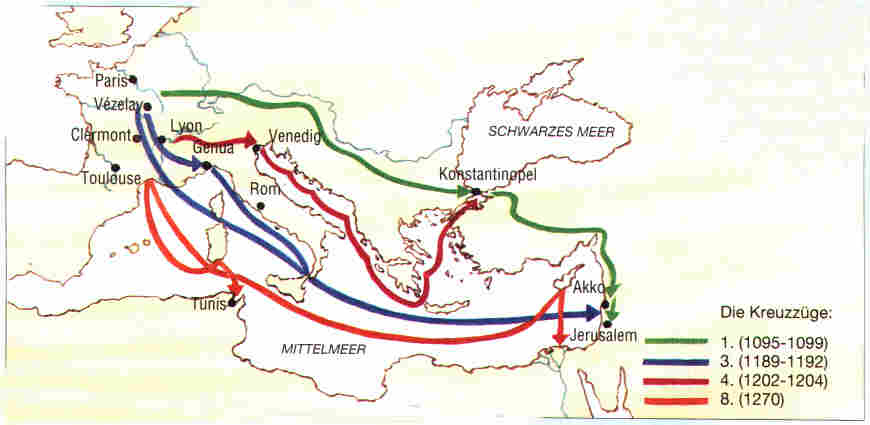 Paris
Vézelay
Clermont
Lyon
Genua
Venedig
Toulouse
Rom
SCHWARZES MEER
Konstantinopel
Tunis
MITTELMEER
Akko
Jerusalem
Die Kreuzzüge:
1. (1095-1099)
3. (1189-1192)
4. (1202-1204)
8. (1270)